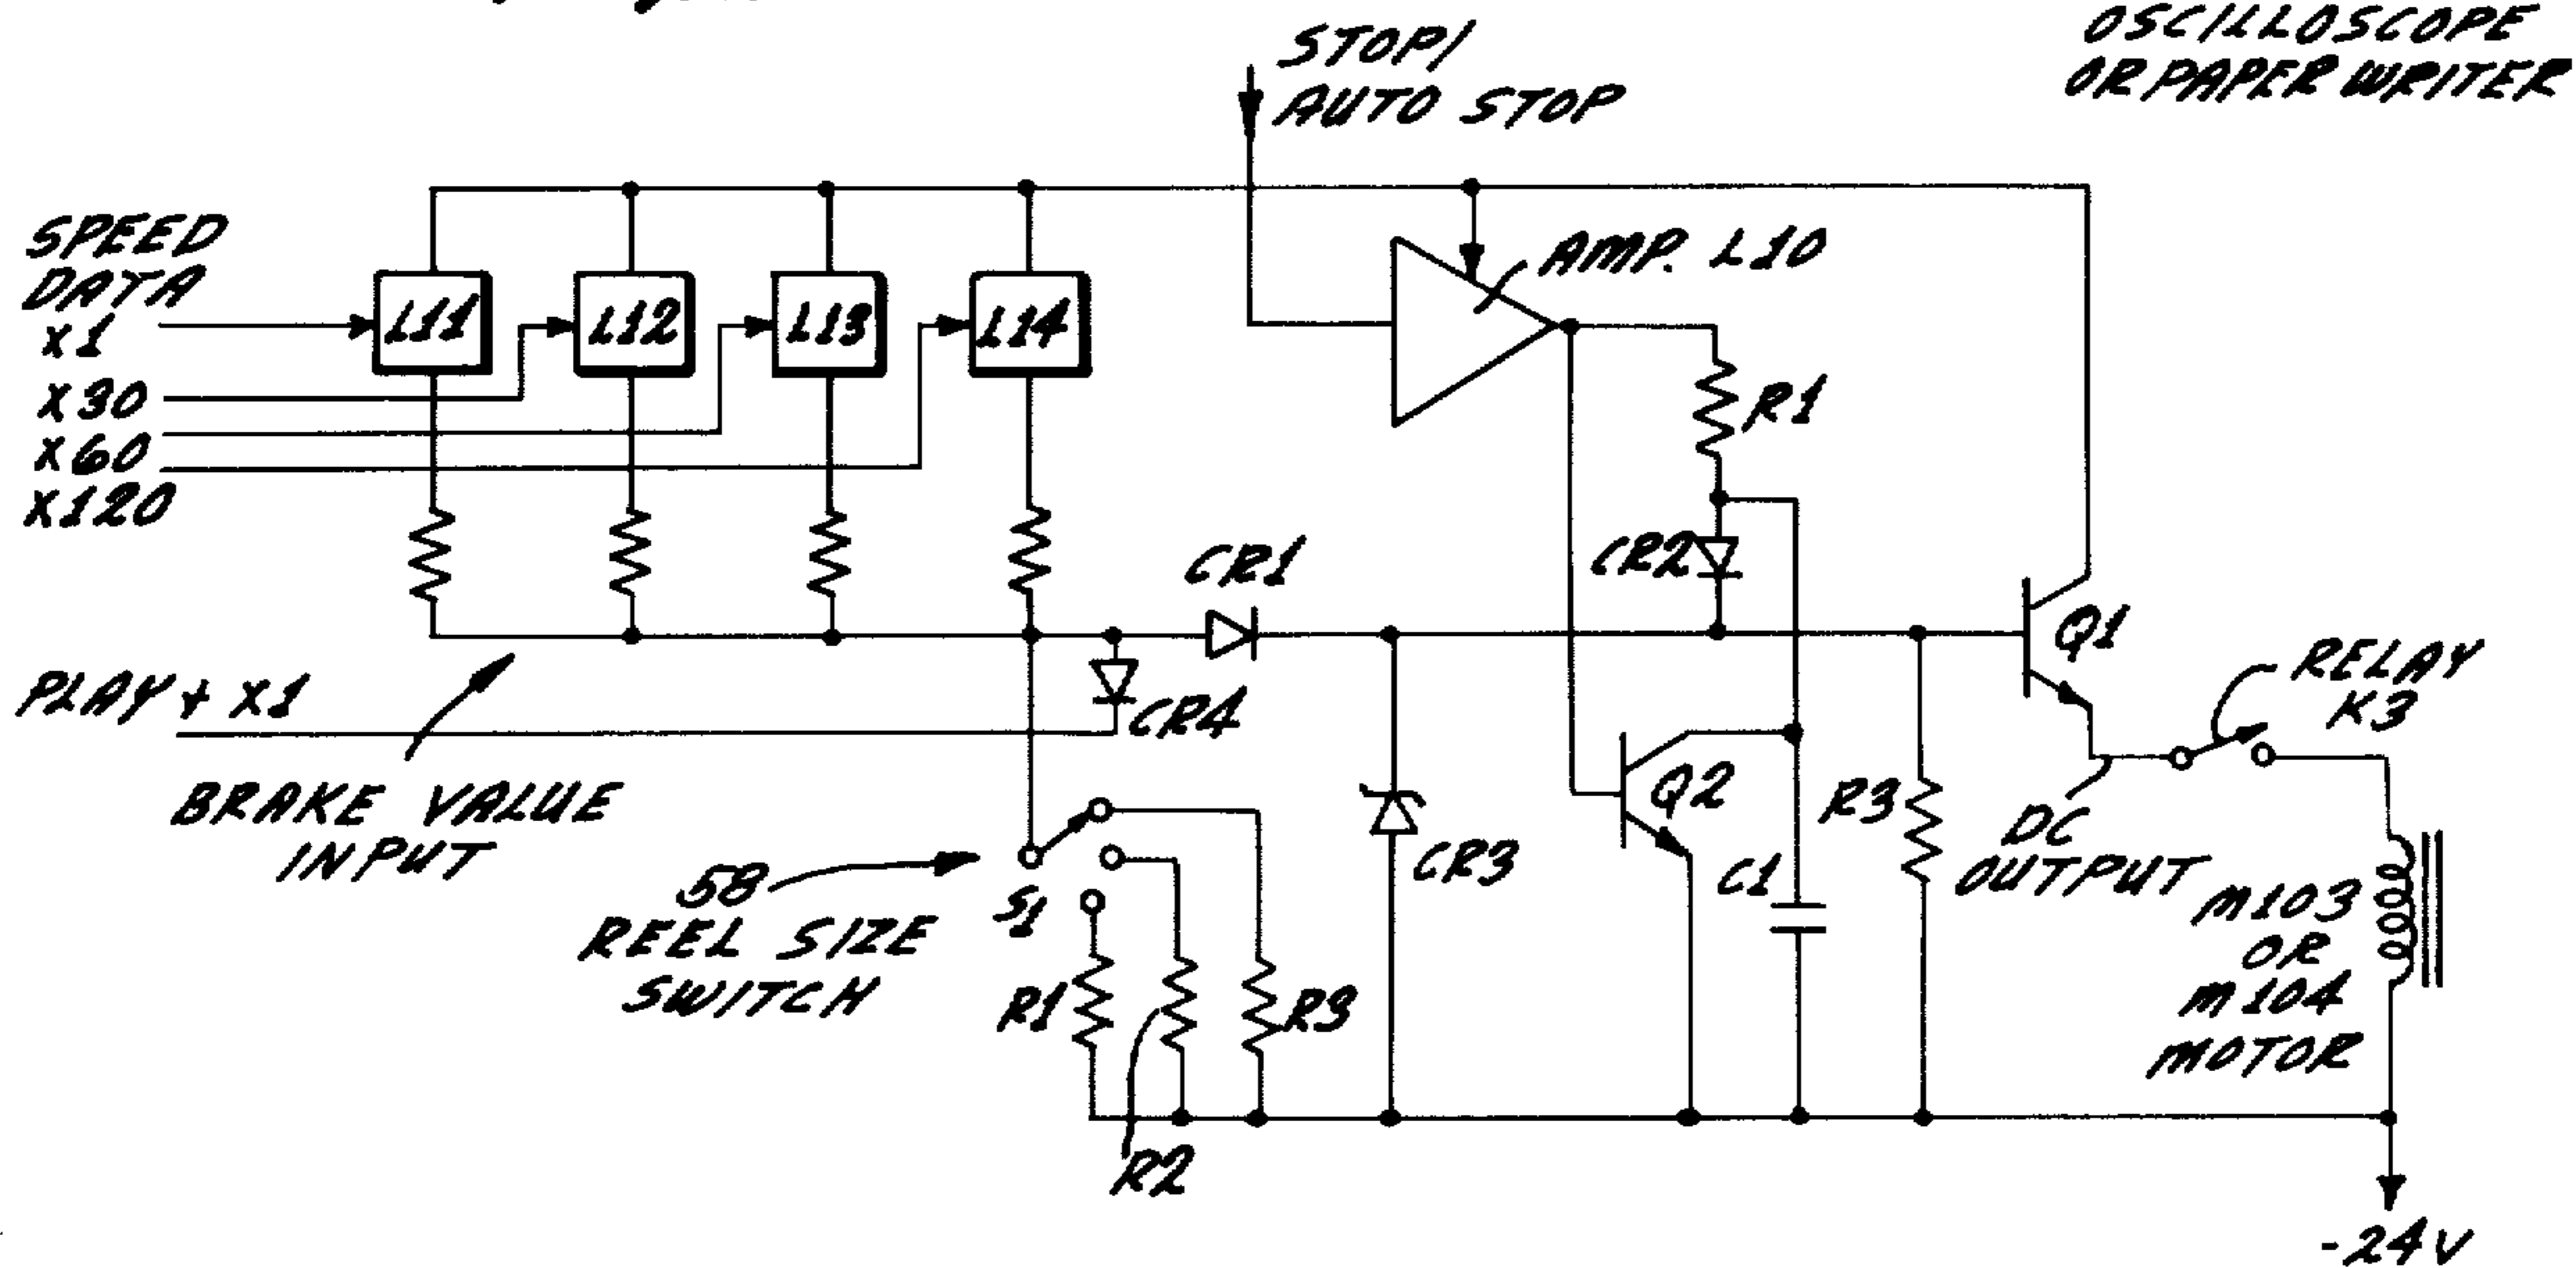 OSCILLOSCOPE
OR PAPER WRITER
STOP/
AUTO STOP
SPEED
DATA
X1
X30
X60
X120
L11
L12
L13
L14
AMP. L10
R1
CR1
CR2
Q1
RELAY
K3
PLAY + X1
CR4
BRAKE VALUE
INPUT
58
REEL SIZE
SWITCH
S1
R1
R2
R3
CR3
Q2
C1
R3
DC
OUTPUT
M103
OR
M104
MOTOR
-24V